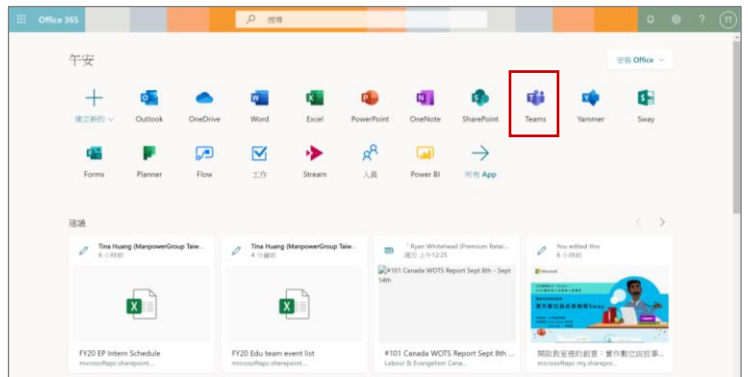 Office 365
搜尋
?
TT
午安
安裝 Office
建立新的
Outlook
OneDrive
Word
Excel
PowerPoint
OneNote
SharePoint
Teams
Yammer
Sway
Forms
Planner
Flow
工作
Stream
人員
Power BI
所有 App
建議
Tina Huang (ManpowerGroup Taiw...
6 小時前
FY20 EP Intern Schedule
microsoftapc.sharepoint....
Tina Huang (ManpowerGroup Taiw...
4 分鐘前
FY20 Edu team event list
microsoftapc.sharepoint....
Ryan Whitehead (Premium Retai...
週四 上午12:25
#101 Canada WOTS Report Sept 8th - Sept 14th
#101 Canada WOTS Report Sept 8th ...
Labour & Evangelism Cana...
You edited this
6 小時前
Microsoft
開啟教室裡的創意：實作數位說故事...
microsoft-my.sharepoi...